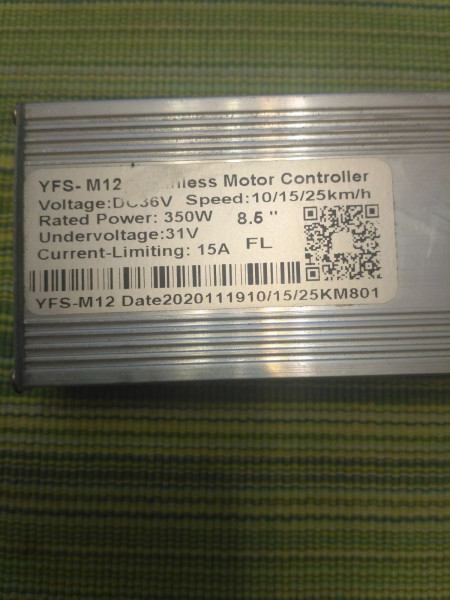 YFS- M12 Motor Controller
Voltage:DC36V Speed:10/15/25km/h
Rated Power: 350W 8.5 "
Undervoltage:31V
Current-Limiting: 15A FL
YFS-M12 Date2020111910/15/25KM801